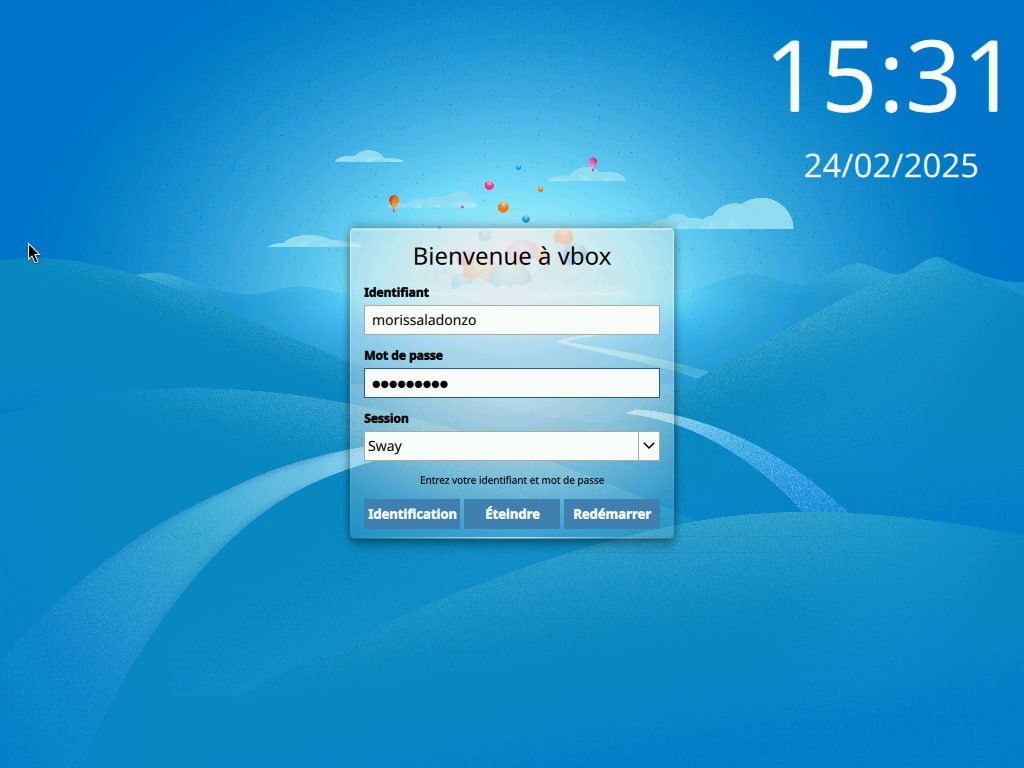 15:31
24/02/2025
Bienvenue à vbox
Identifiant
morissaladonzo
Mot de passe
●●●●●●●●●
Session
Sway
Entrez votre identifiant et mot de passe
Identification Éteindre Redémarrer